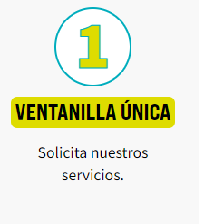 1
VENTANILLA ÚNICA
Solicita nuestros
servicios.